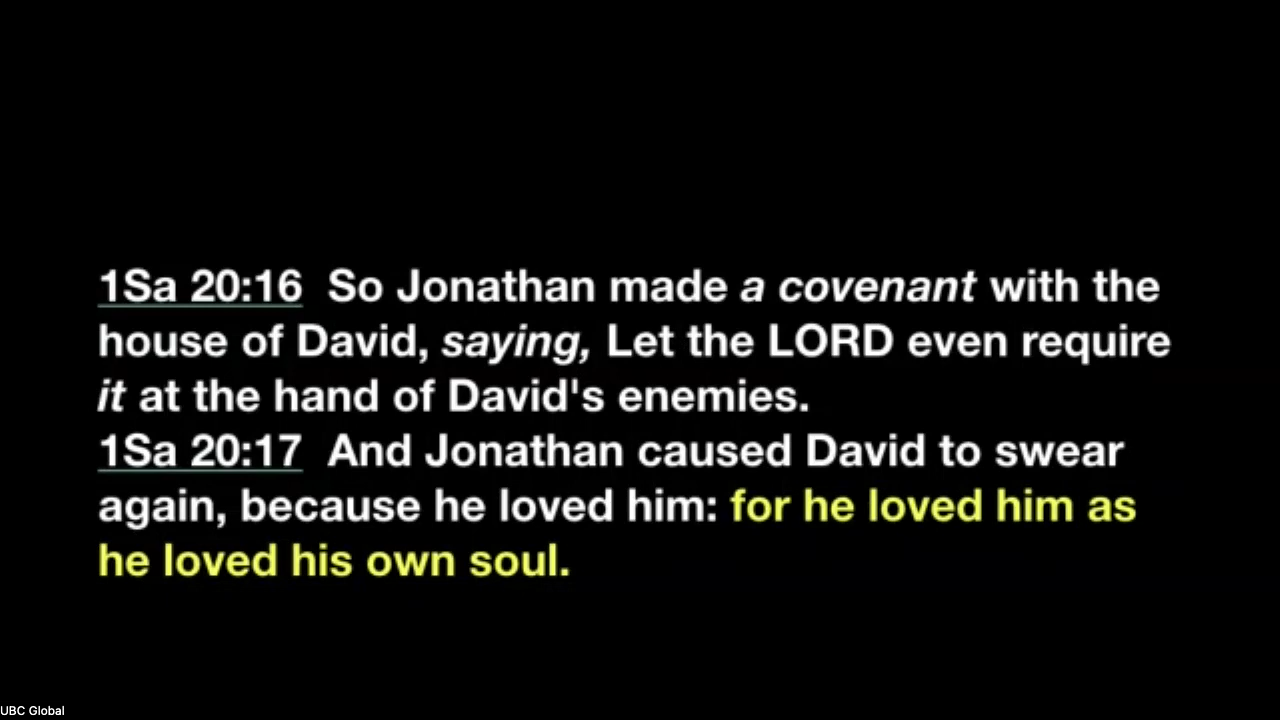 1Sa 20:16 So Jonathan made a covenant with the
house of David, saying, Let the LORD even require
it at the hand of David's enemies.
1Sa 20:17 And Jonathan caused David to swear
again, because he loved him: for he loved him as
he loved his own soul.
UBC Global